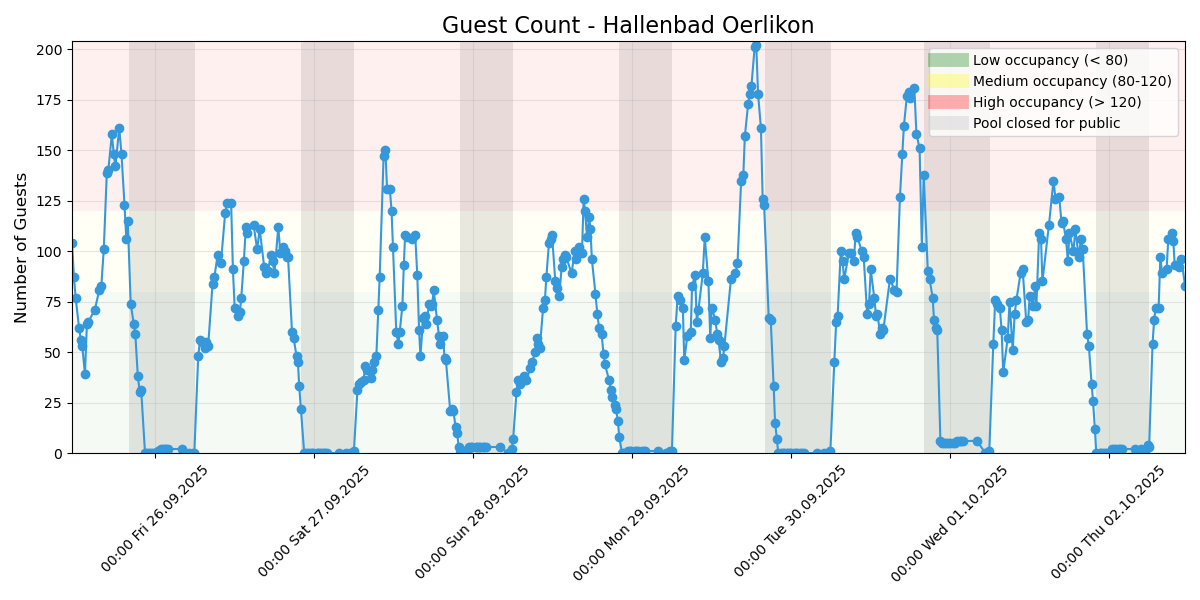 Guest Count - Hallenbad Oerlikon
Number of Guests
200
175
150
125
100
75
50
25
0
Low occupancy (< 80)
Medium occupancy (80-120)
High occupancy (> 120)
Pool closed for public
00:00 Fri 26.09.2025
00:00 Sat 27.09.2025
00:00 Sun 28.09.2025
00:00 Mon 29.09.2025
00:00 Tue 30.09.2025
00:00 Wed 01.10.2025
00:00 Thu 02.10.2025